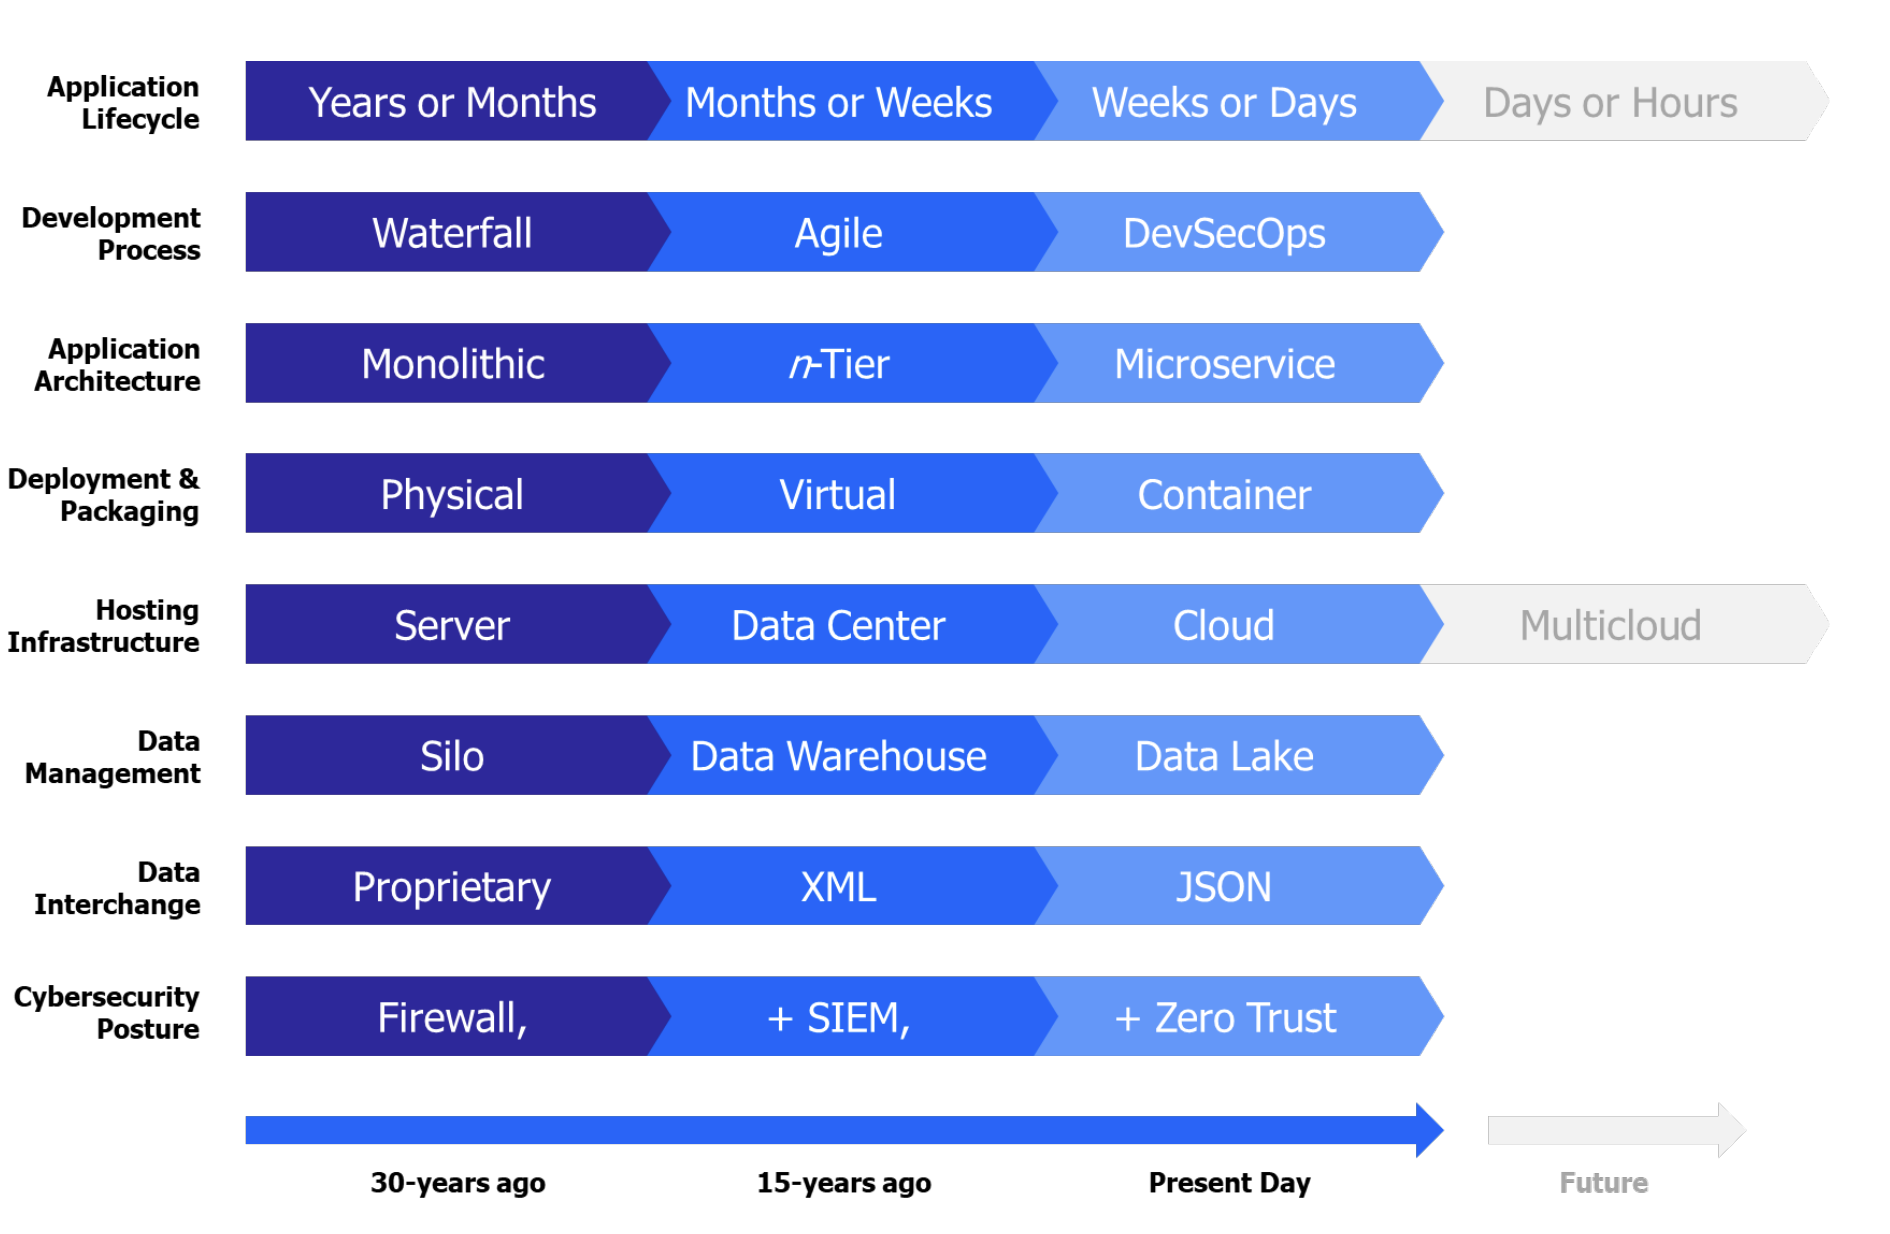 Application
Lifecycle
Years or Months
Months or Weeks
Weeks or Days
Days or Hours
Development
Process
Waterfall
Agile
DevSecOps
Application
Architecture
Monolithic
n-Tier
Microservice
Deployment &
Packaging
Physical
Virtual
Container
Hosting
Infrastructure
Server
Data Center
Cloud
Multicloud
Data
Management
Silo
Data Warehouse
Data Lake
Data
Interchange
Proprietary
XML
JSON
Cybersecurity
Posture
Firewall,
+ SIEM,
+ Zero Trust
30-years ago
15-years ago
Present Day
Future